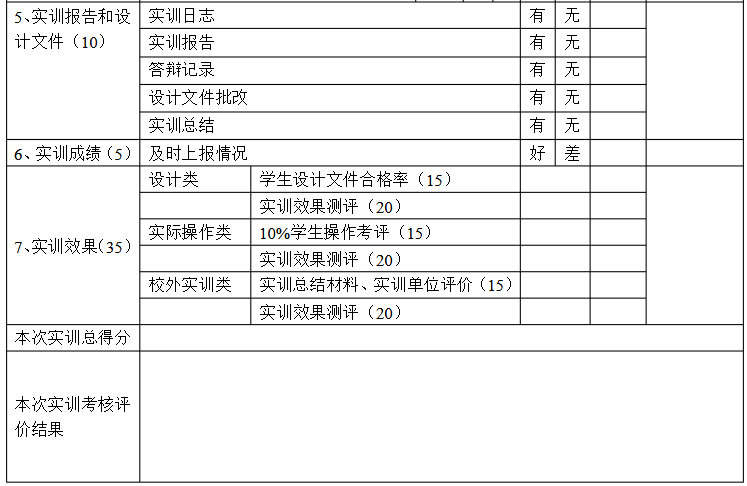 5、实训报告和设
计文件（10）
实训日志 有 无
实训报告 有 无
答辩记录 有 无
设计文件批改 有 无
实训总结 有 无
6、实训成绩（5） 及时上报情况 好 差
7、实训效果（35）
设计类 学生设计文件合格率（15）
实训效果测评（20）
实际操作类 10%学生操作考评（15）
实训效果测评（20）
校外实训类 实训总结材料、实训单位评价（15）
实训效果测评（20）
本次实训总得分
本次实训考核评
价结果